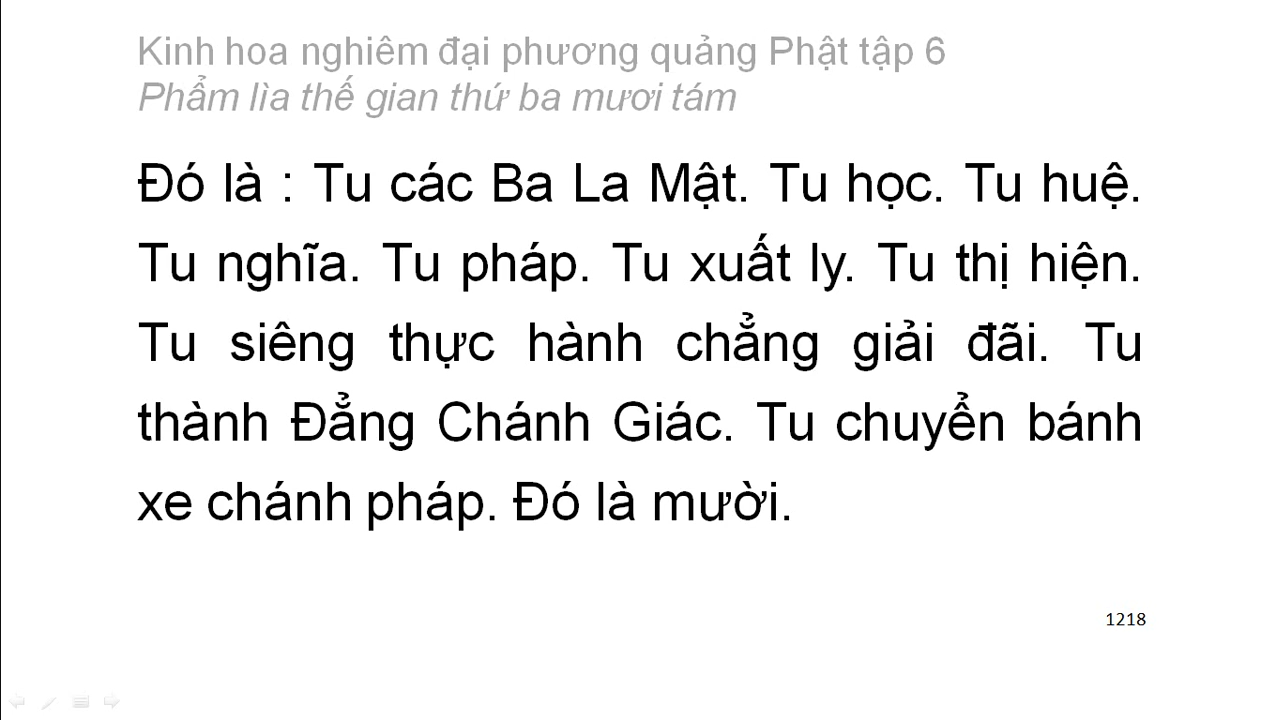 Kinh hoa nghiêm đại phương quảng Phật tập 6
Phẩm lìa thế gian thứ ba mươi tám
Đó là : Tu các Ba La Mật. Tu học. Tu huệ.
Tu nghĩa. Tu pháp. Tu xuất ly. Tu thị hiện.
Tu siêng thực hành chẳng giải đãi. Tu
thành Đẳng Chánh Giác. Tu chuyển bánh
xe chánh pháp. Đó là mười.
1218